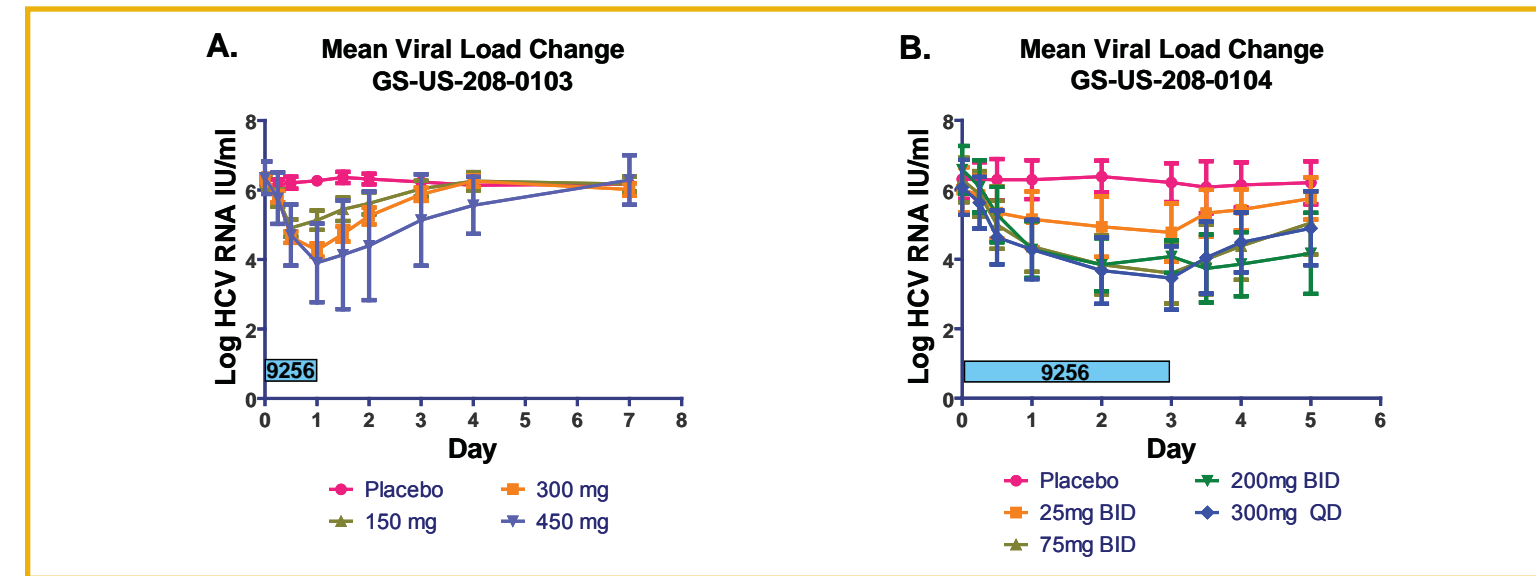 A.
Mean Viral Load Change
GS-US-208-0103
Log HCV RNA IU/ml
8
6
4
2
0
9256
0 1 2 3 4 5 6 7 8
Day
Placebo 300 mg
150 mg 450 mg
B.
Mean Viral Load Change
GS-US-208-0104
Log HCV RNA IU/ml
8
6
4
2
0
9256
0 1 2 3 4 5 6
Day
Placebo 200mg BID
25mg BID 300mg QD
75mg BID